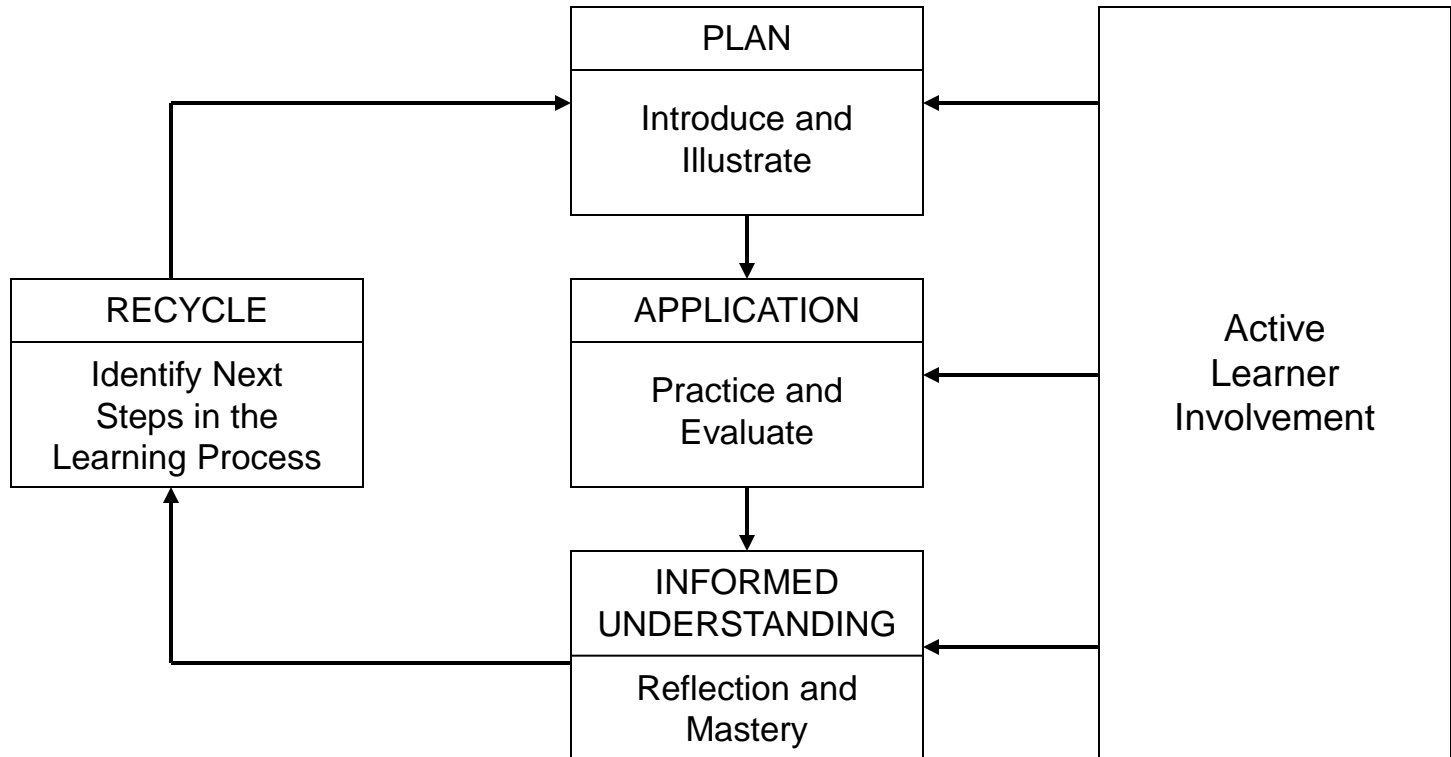 PLAN
Introduce and
Illustrate
RECYCLE
Identify Next
Steps in the
Learning Process
APPLICATION
Practice and
Evaluate
INFORMED
UNDERSTANDING
Reflection and
Mastery
Active
Learner
Involvement